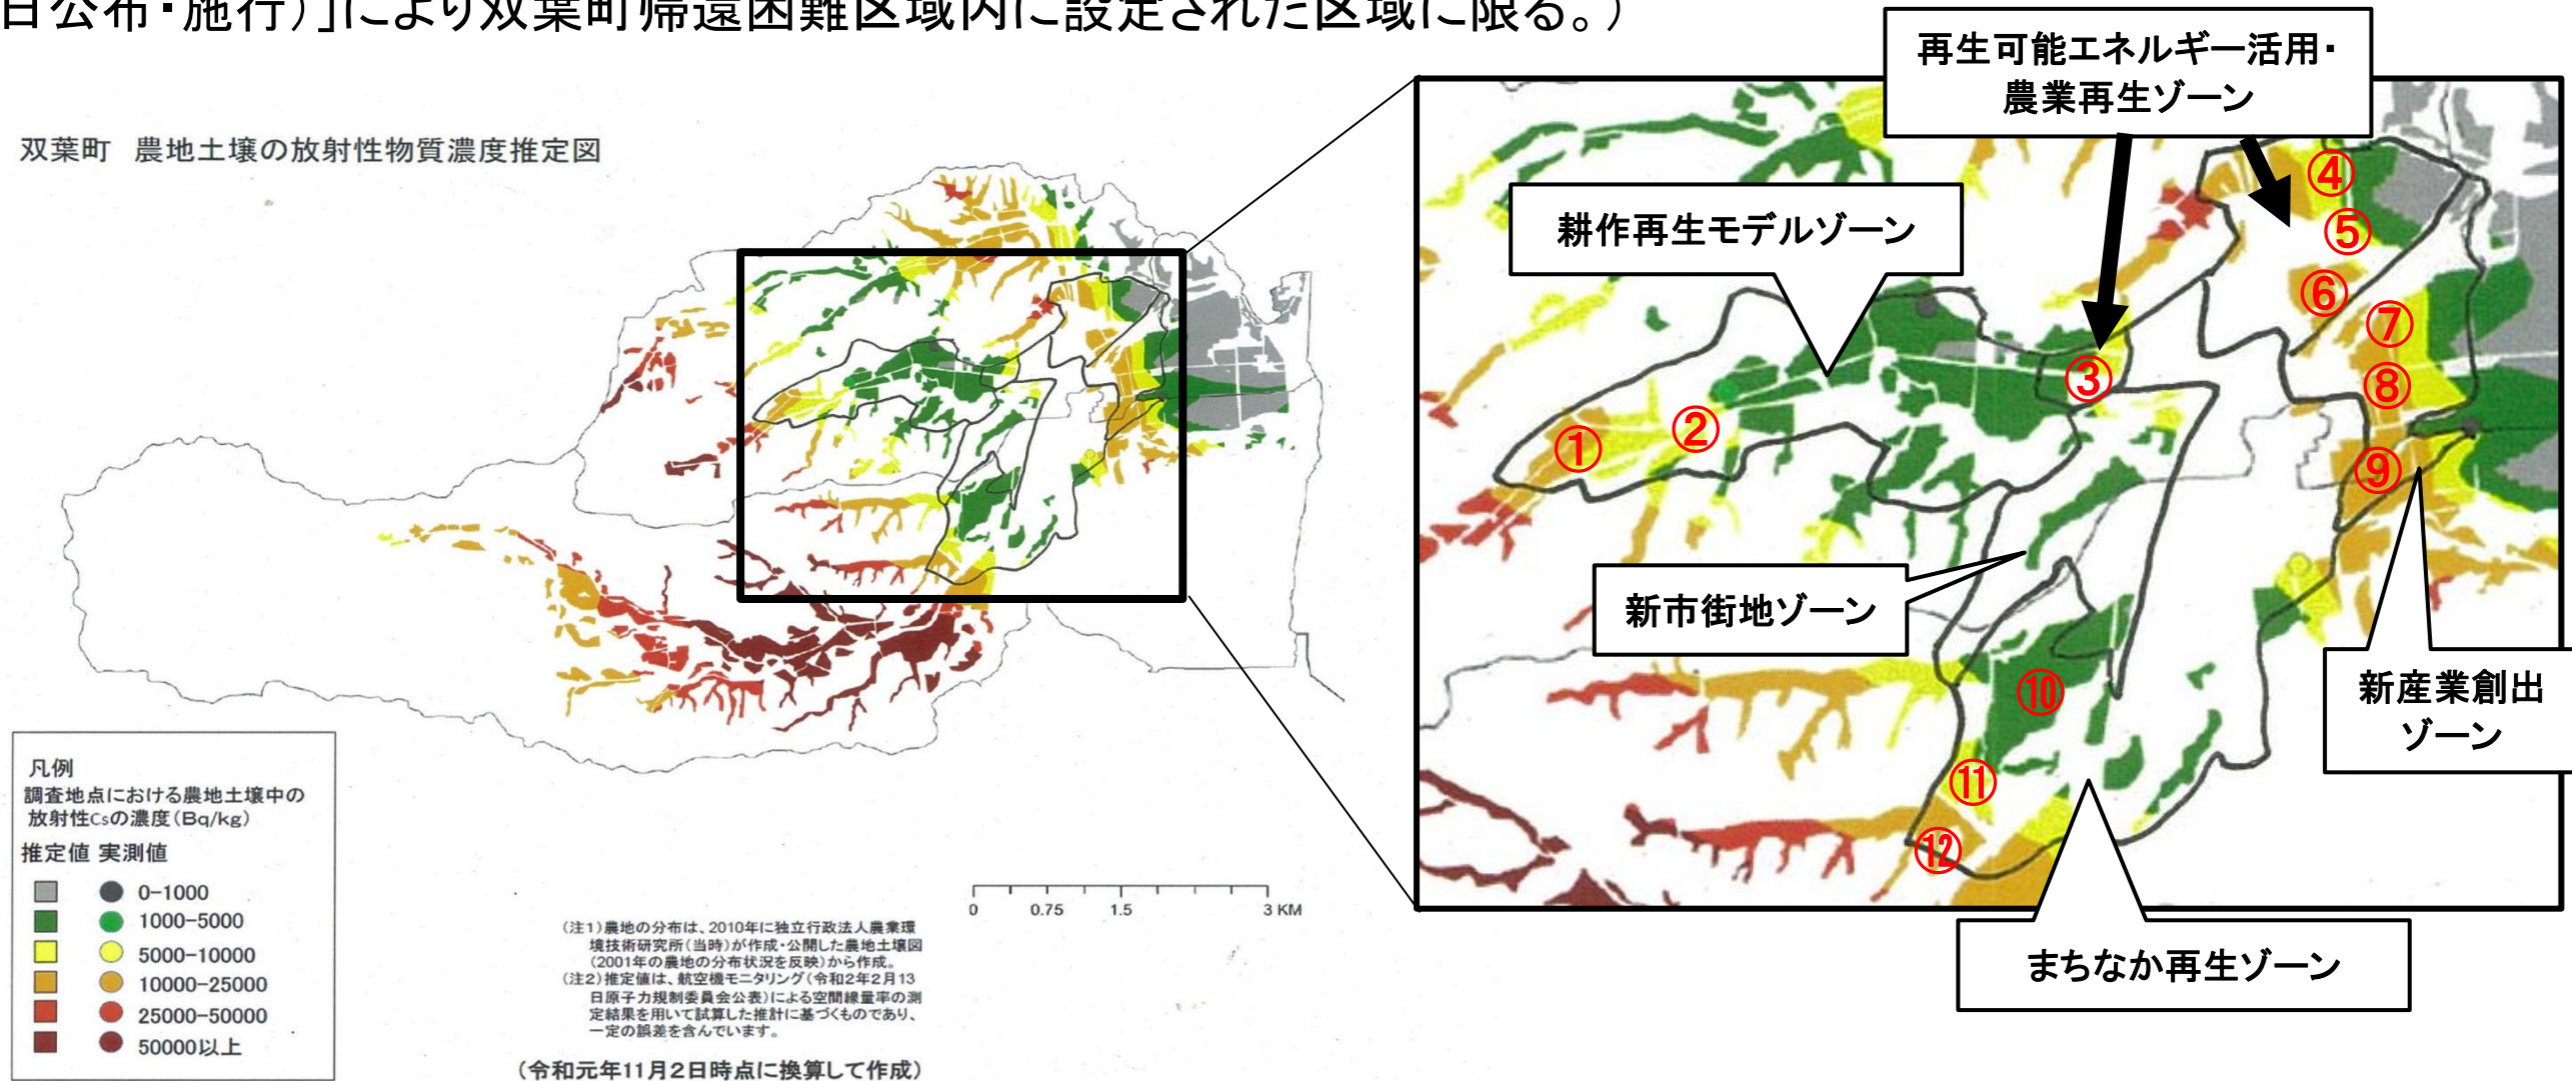 日公布・施行)」により双葉町帰還困難区域内に設定された区域に限る。)
双葉町 農地土壌の放射性物質濃度推定図
再生可能エネルギー活用・
農業再生ゾーン
耕作再生モデルゾーン
新市街地ゾーン
新産業創出
ゾーン
まちなか再生ゾーン
①
②
③
④
⑤
⑥
⑦
⑧
⑨
⑩
⑪
⑫
凡例
調査地点における農地土壌中の
放射性Csの濃度(Bq/kg)
推定値 実測値
0-1000
1000-5000
5000-10000
10000-25000
25000-50000
50000以上
(注1)農地の分布は、2010年に独立行政法人農業環
境技術研究所(当時)が作成・公開した農地土壌図
(2001年の農地の分布状況を反映)から作成。
(注2)推定値は、航空機モニタリング(令和2年2月13
日原子力規制委員会公表)による空間線量率の測
定結果を用いて試算した推計に基づくものであり、
一定の誤差を含んでいます。
(令和元年11月2日時点に換算して作成)
0 0.75 1.5 3 KM